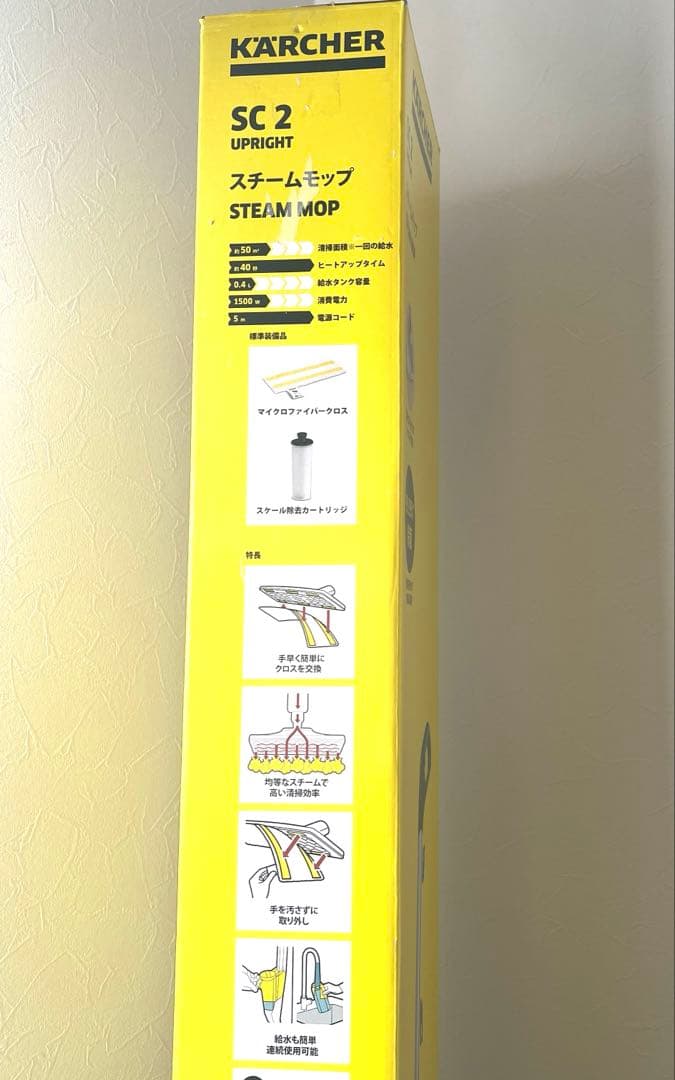 KÄRCHER
SC 2
UPRIGHT
スチームモップ
STEAM MOP
約50㎡ 清掃面積※一回の給水
約40秒 ヒートアップタイム
0.4 L 給水タンク容量
1500 W 消費電力
5 m 電源コード
標準装備品
マイクロファイバークロス
スケール除去カートリッジ
特長
手早く簡単に
クロスを交換
均等なスチームで
高い清掃効率
手を汚さずに
取り外し
給水も簡単
連続使用可能
KÄRCHER